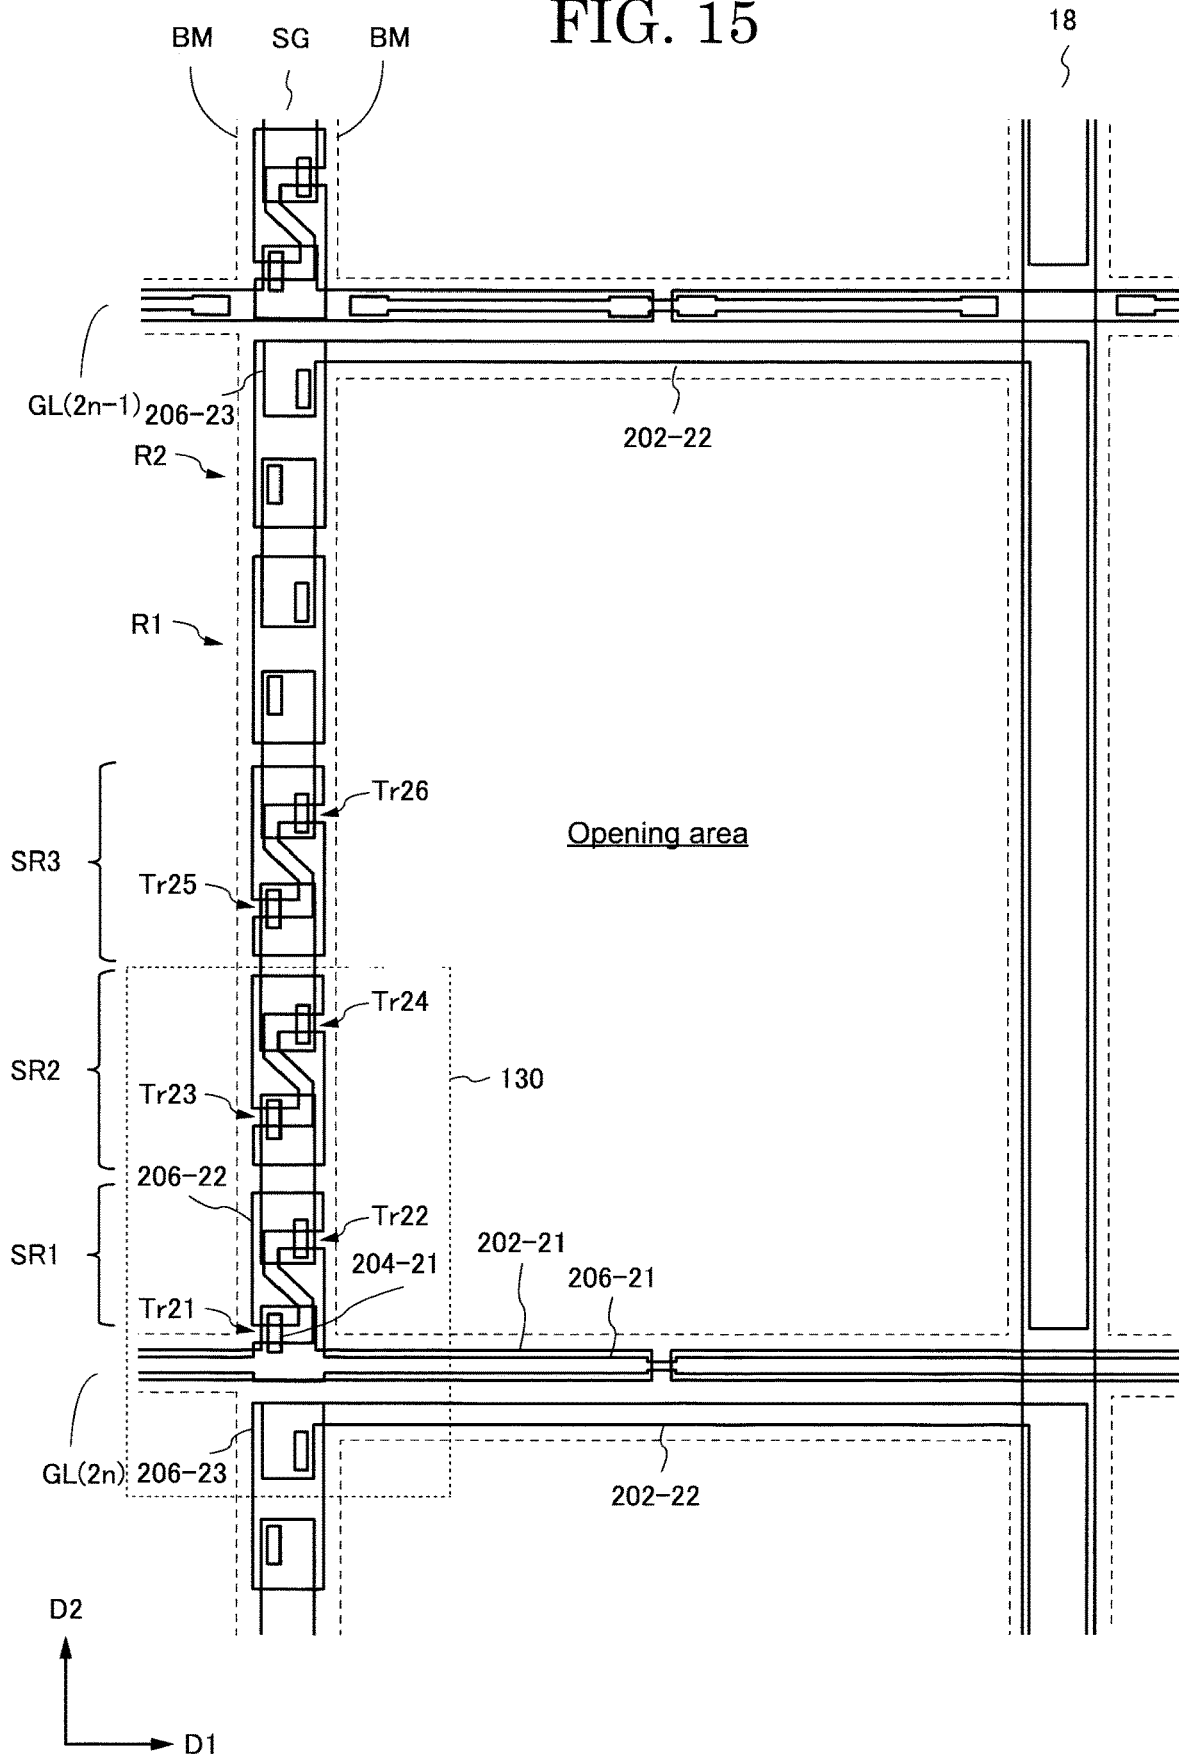 FIG. 15
18
BM
SG
BM
GL(2n-1)
206-23
202-22
R2
R1
Tr26
Opening area
SR3
Tr25
Tr24
SR2
130
Tr23
206-22
Tr22
202-21
SR1
204-21
206-21
Tr21
GL(2n)
206-23
202-22
D2
D1